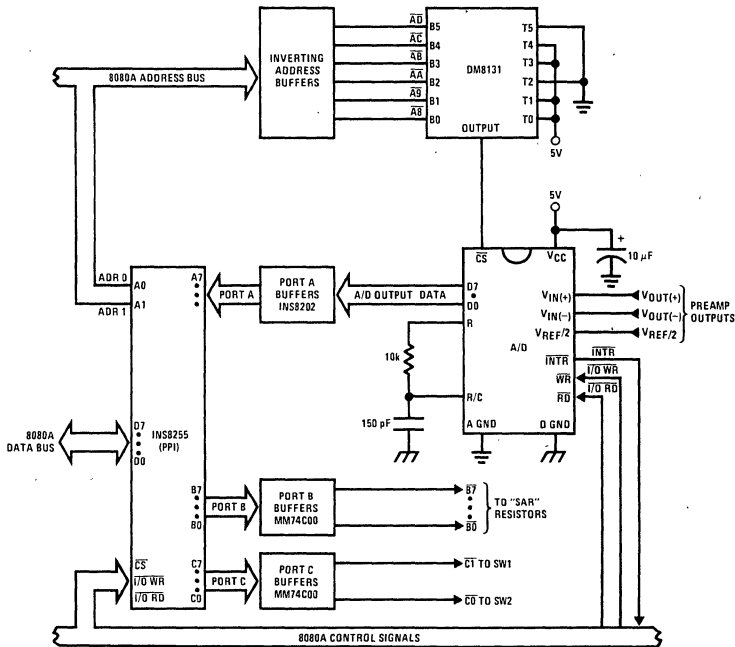 8080A ADDRESS BUS
INVERTING
ADDRESS
BUFFERS
AD
AC
AB
AA
A9
A8
B5
B4
B3
B2
B1
B0
DM8131
OUTPUT
T5
T4
T3
T2
T1
T0
5V
5V
+
10 μF
CS
VCC
ADR 0
ADR 1
A0
A1
A7
PORT A
PORT A
BUFFERS
INS8202
A/D OUTPUT DATA
D7
D0
R
10k
R/C
150 pF
A/D
VIN(+)
VIN(−)
VREF/2
INTR
WR
RD
A GND
D GND
VOUT(+)
VOUT(−)
VREF/2
PREAMP
OUTPUTS
INTR
I/O WR
I/O RD
8080A
DATA BUS
D7
D0
INS8255
(PPI)
B7
B0
PORT B
PORT B
BUFFERS
MM74C00
B7
B0
TO "SAR"
RESISTORS
CS
I/O WR
I/O RD
C7
C0
PORT C
PORT C
BUFFERS
MM74C00
C1 TO SW1
C0 TO SW2
8080A CONTROL SIGNALS